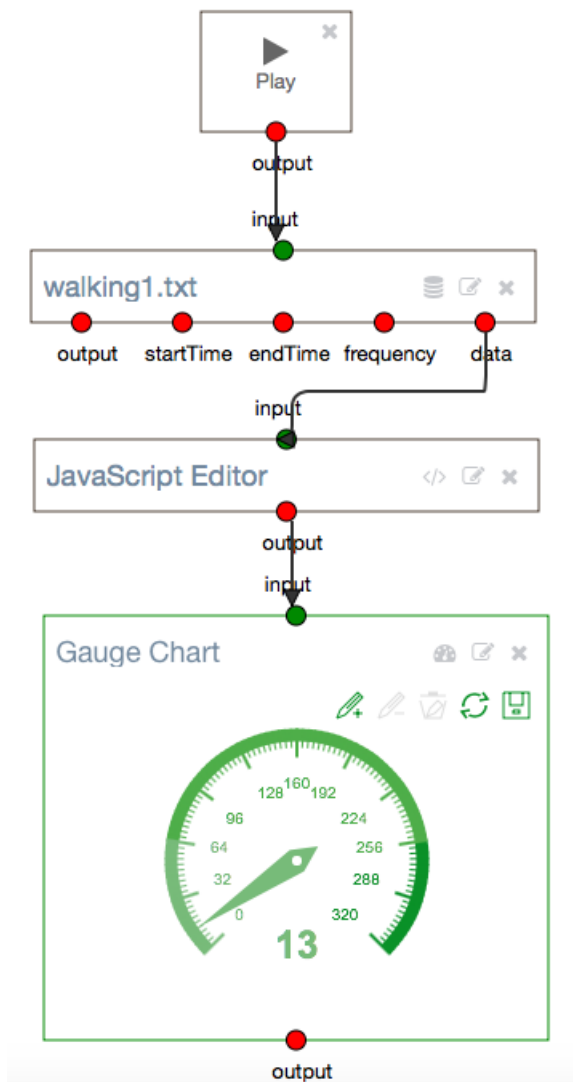 Play
output
input
walking1.txt
output startTime endTime frequency data
input
JavaScript Editor
</>
output
input
Gauge Chart
0
32
64
96
128
160
192
224
256
288
320
13
output